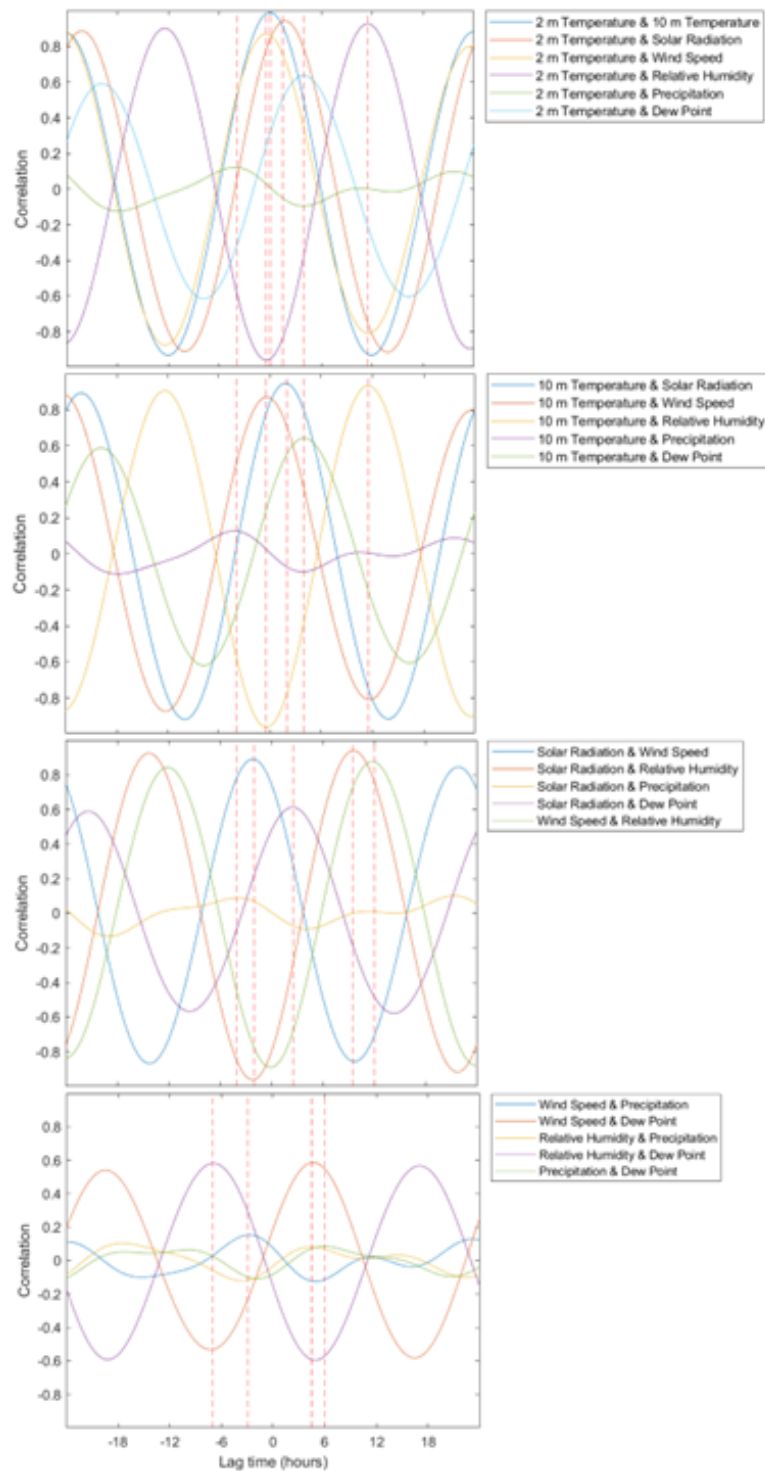 0.8
0.6
0.4
0.2
0
-0.2
-0.4
-0.6
-0.8
Correlation
2 m Temperature & 10 m Temperature
2 m Temperature & Solar Radiation
2 m Temperature & Wind Speed
2 m Temperature & Relative Humidity
2 m Temperature & Precipitation
2 m Temperature & Dew Point
0.8
0.6
0.4
0.2
0
-0.2
-0.4
-0.6
-0.8
Correlation
10 m Temperature & Solar Radiation
10 m Temperature & Wind Speed
10 m Temperature & Relative Humidity
10 m Temperature & Precipitation
10 m Temperature & Dew Point
0.8
0.6
0.4
0.2
0
-0.2
-0.4
-0.6
-0.8
Correlation
Solar Radiation & Wind Speed
Solar Radiation & Relative Humidity
Solar Radiation & Precipitation
Solar Radiation & Dew Point
Wind Speed & Relative Humidity
0.8
0.6
0.4
0.2
0
-0.2
-0.4
-0.6
-0.8
Correlation
Wind Speed & Precipitation
Wind Speed & Dew Point
Relative Humidity & Precipitation
Relative Humidity & Dew Point
Precipitation & Dew Point
-18 -12 -6 0 6 12 18
Lag time (hours)